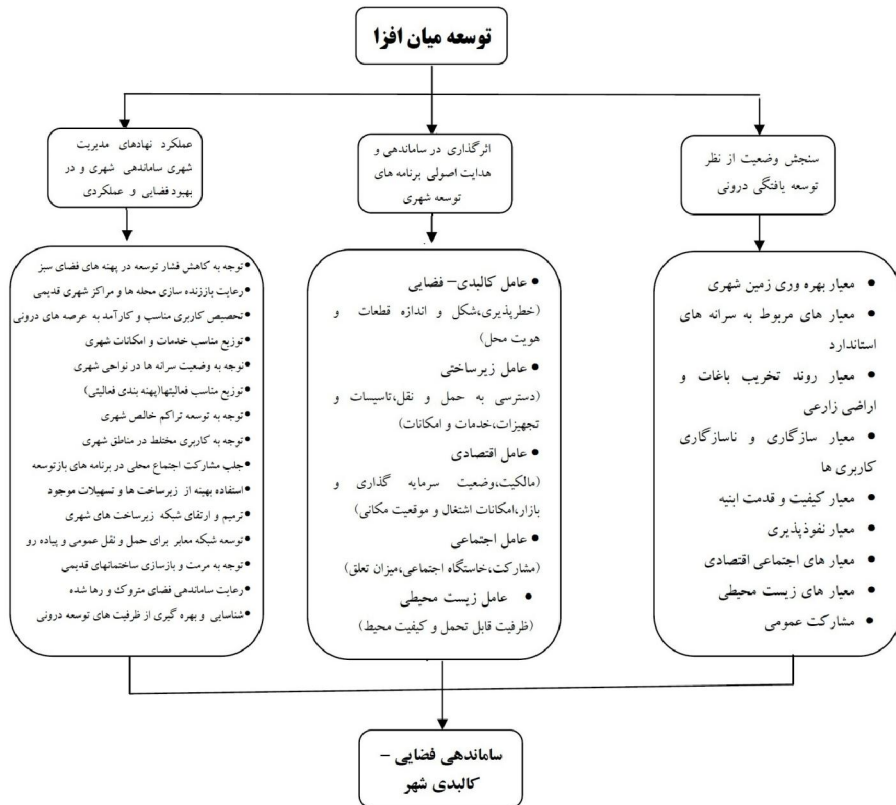 توسعه میان افزا
سنجش وضعیت از نظر
توسعه یافتگی درونی
اثرگذاری در ساماندهی و
هدایت اصولی برنامه های
توسعه شهری
عملکرد نهادهای مدیریت
شهری ساماندهی شهری و در
بهبود فضایی و عملکردی
● معیار بهره وری زمین شهری
● معیار های مربوط به سرانه های
استاندارد
● معیار روند تخریب باغات و
اراضی زارعی
● معیار سازگاری و ناسازگاری
کاربری ها
● معیار کیفیت و قدمت ابنیه
● معیار نفوذپذیری
● معیار های اجتماعی اقتصادی
● معیار های زیست محیطی
● مشارکت عمومی
● عامل کالبدی– فضایی
(خطرپذیری،شکل و اندازه قطعات و
هویت محل)
● عامل زیرساختی
(دسترسی به حمل و نقل،تاسیسات و
تجهیزات،خدمات و امکانات)
● عامل اقتصادی
(مالکیت،وضعیت سرمایه گذاری و
بازار،امکانات اشتغال و موقعیت مکانی)
● عامل اجتماعی
(مشارکت،خاستگاه اجتماعی،میزان تعلق)
● عامل زیست محیطی
(ظرفیت قابل تحمل و کیفیت محیط)
●توجه به کاهش فشار توسعه در پهنه های فضای سبز
●رعایت باززنده سازی محله ها و مراکز شهری قدیمی
●تخصیص کاربری مناسب و کارآمد به عرصه های درونی
●توزیع مناسب خدمات و امکانات شهری
●توجه به وضعیت سرانه ها در نواحی شهری
●توزیع مناسب فعالیتها(پهنه بندی فعالیتی)
●توجه به توسعه تراکم خالص شهری
●توجه به کاربری مختلط در مناطق شهری
●جلب مشارکت اجتماع محلی در برنامه های بازتوسعه
●استفاده بهینه از زیرساخت ها و تسهیلات موجود
●ترمیم و ارتقای شبکه زیرساخت های شهری
●توسعه شبکه معابر برای حمل و نقل عمومی و پیاده رو
●توجه به مرمت و بازسازی ساختمانهای قدیمی
●رعایت ساماندهی فضای متروک و رها شده
●شناسایی و بهره گیری از ظرفیت های توسعه درونی
ساماندهی فضایی –
کالبدی شهر